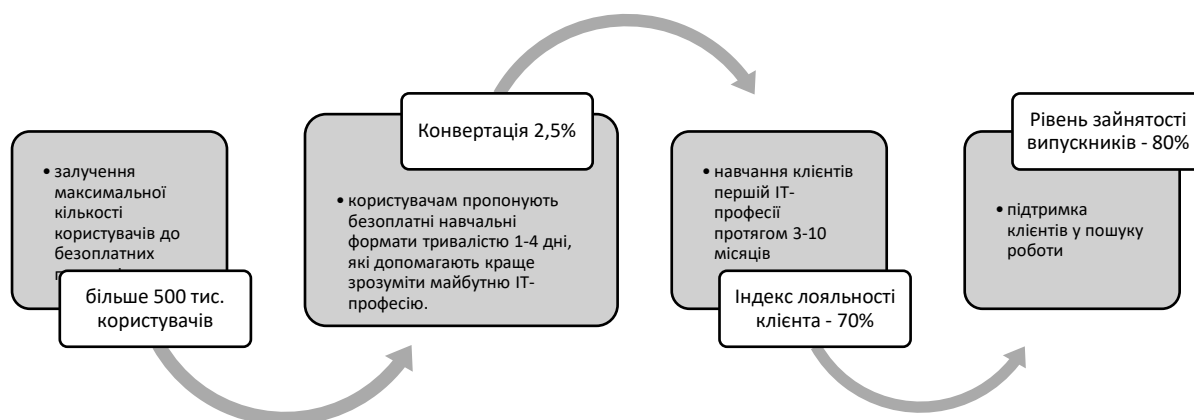 • залучення
максимальної
кількості
користувачів до
безоплатних
більше 500 тис.
користувачів
Конвертація 2,5%
• користувачам пропонують
безоплатні навчальні
формати тривалістю 1-4 дні,
які допомагають краще
зрозуміти майбутню ІТ-
професію.
• навчання клієнтів
першій ІТ-
професії
протягом 3-10
місяців
Індекс лояльності
клієнта - 70%
Рівень зайнятості
випускників - 80%
• підтримка
клієнтів у пошуку
роботи